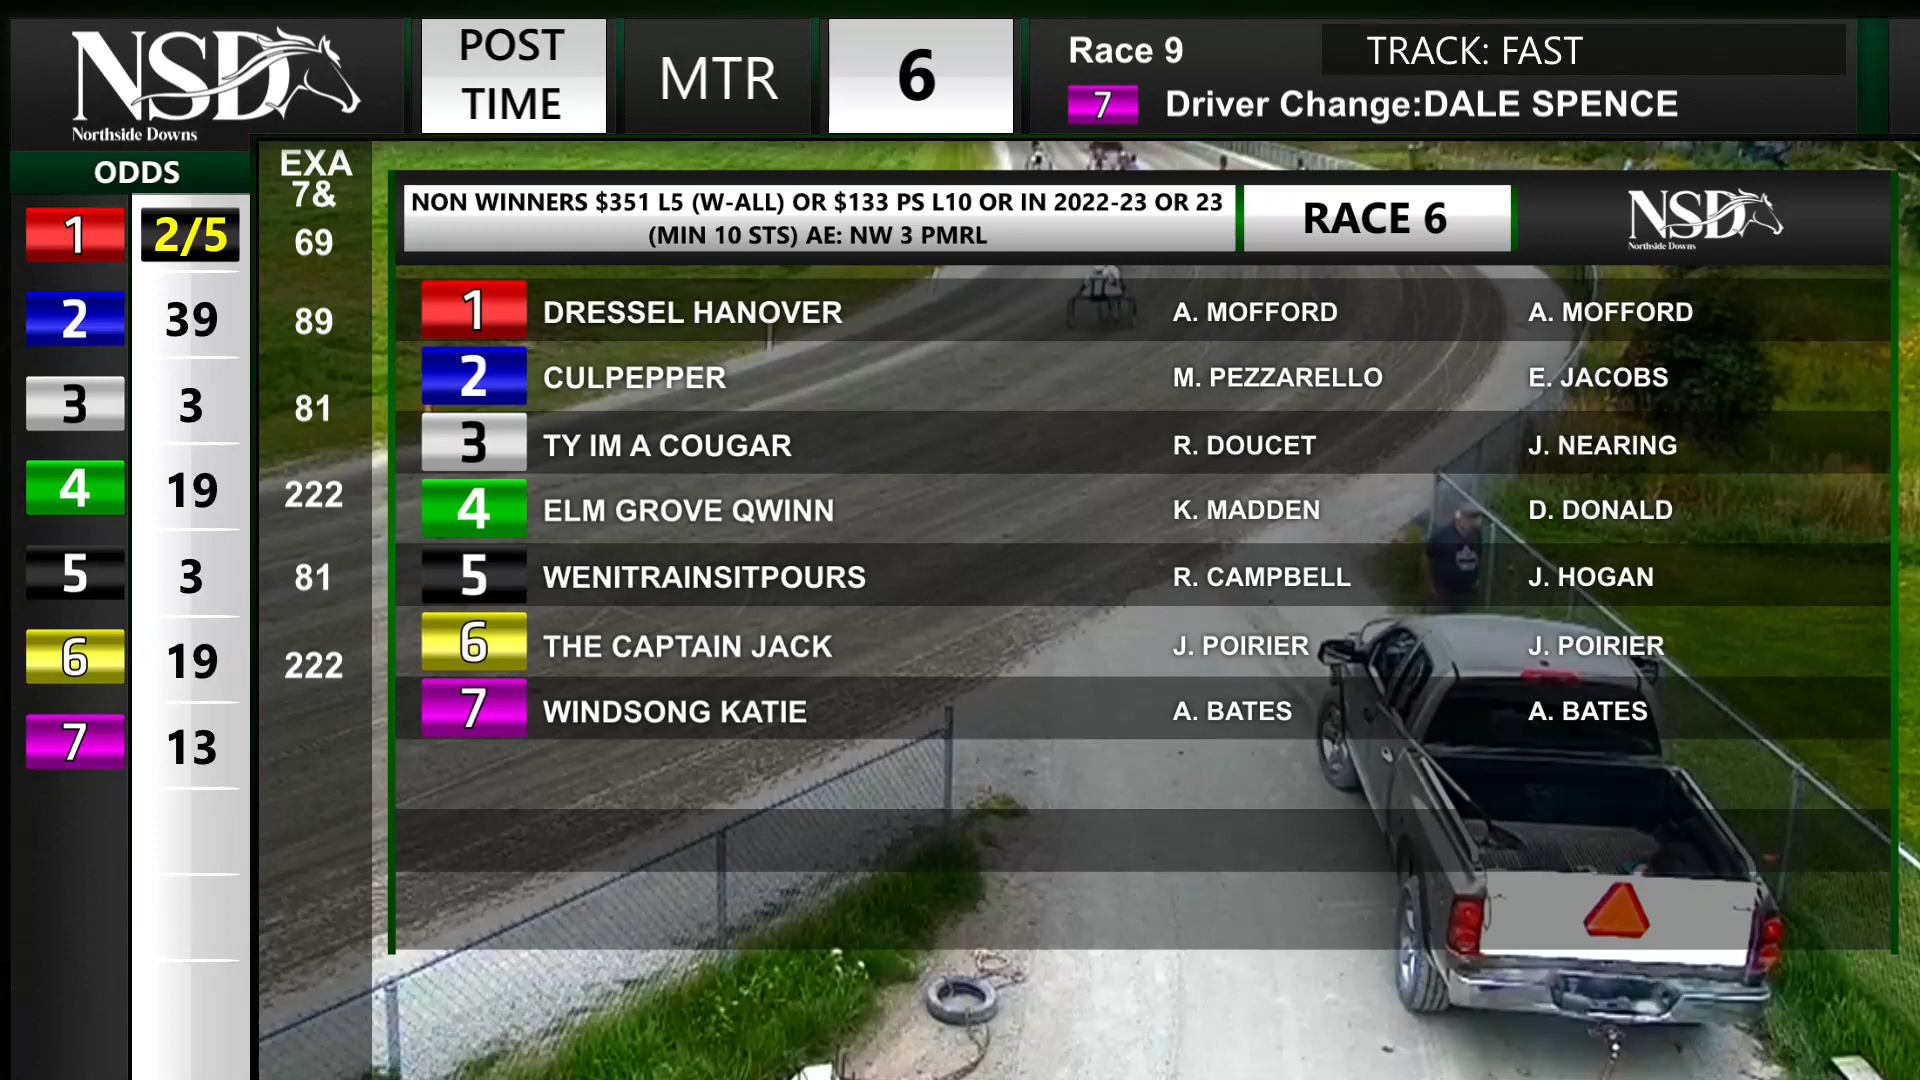 NSD
Northside Downs
POST
TIME
MTR
6
Race 9
TRACK: FAST
7
Driver Change:DALE SPENCE
ODDS
EXA
7&
1 2/5 69
2 39 89
3 3 81
4 19 222
5 3 81
6 19 222
7 13
NON WINNERS $351 L5 (W-ALL) OR $133 PS L10 OR IN 2022-23 OR 23
(MIN 10 STS) AE: NW 3 PMRL
RACE 6
NSD
Northside Downs
1 DRESSEL HANOVER A. MOFFORD A. MOFFORD
2 CULPEPPER M. PEZZARELLO E. JACOBS
3 TY IM A COUGAR R. DOUCET J. NEARING
4 ELM GROVE QWINN K. MADDEN D. DONALD
5 WENITRAINSITPOURS R. CAMPBELL J. HOGAN
6 THE CAPTAIN JACK J. POIRIER J. POIRIER
7 WINDSONG KATIE A. BATES A. BATES